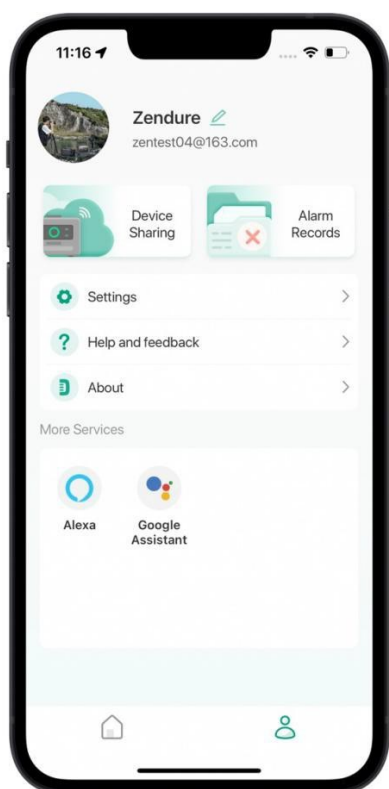 11:16
Zendure
zentest04@163.com
Device
Sharing
Alarm
Records
Settings
Help and feedback
About
More Services
Alexa
Google
Assistant